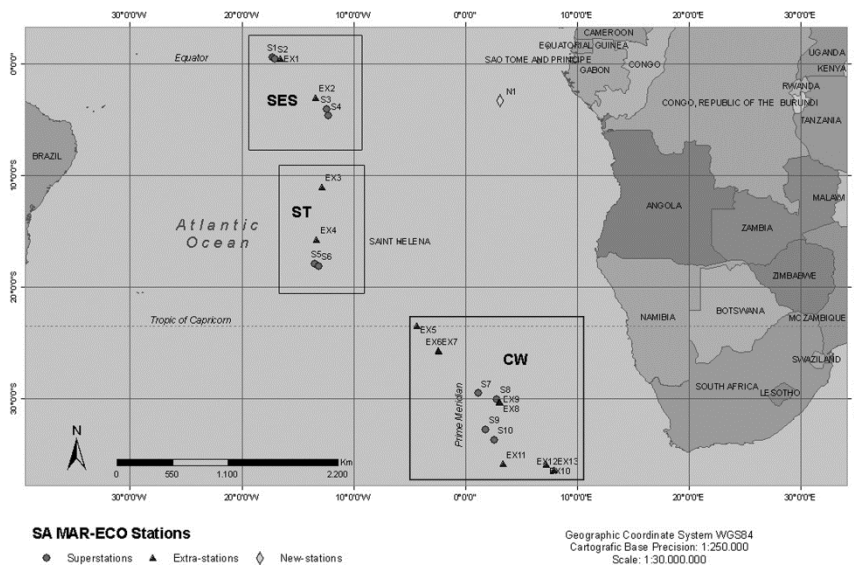 30°0'0"W 20°0'0"W 10°0'0"W 0°0'0" 10°0'0"E 20°0'0"E 30°0'0"E
CAMEROON
EQUATORIAL GUINEA
UGANDA
S1 S2
Equator
EX1
SAO TOME AND PRINCIPE
CONGO
KENYA
0°0'0"
GABON
RWANDA
EX2
N1
S3
SES
S4
CONGO, REPUBLIC OF THE BURUNDI
TANZANIA
BRAZIL
10°0'0"S
EX3
MALAWI
ANGOLA
ST
Atlantic
Ocean
EX4
SAINT HELENA
ZAMBIA
S5 S6
ZIMBABWE
20°0'0"S
Tropic of Capricorn
EX5
NAMIBIA
BOTSWANA
MOZAMBIQUE
EX6EX7
CW
SWAZILAND
Prime Meridian
S7
S8
SOUTH AFRICA
LESOTHO
30°0'0"S
EX9
EX8
S9
S10
N
EX11
EX12EX13
EX10
Km
0 550 1.100 2.200
30°0'0"W 20°0'0"W 10°0'0"W 0°0'0" 10°0'0"E 20°0'0"E 30°0'0"E
SA MAR-ECO Stations
Superstations Extra-stations New-stations
Geographic Coordinate System WGS84
Cartografic Base Precision: 1:250.000
Scale: 1:30.000.000